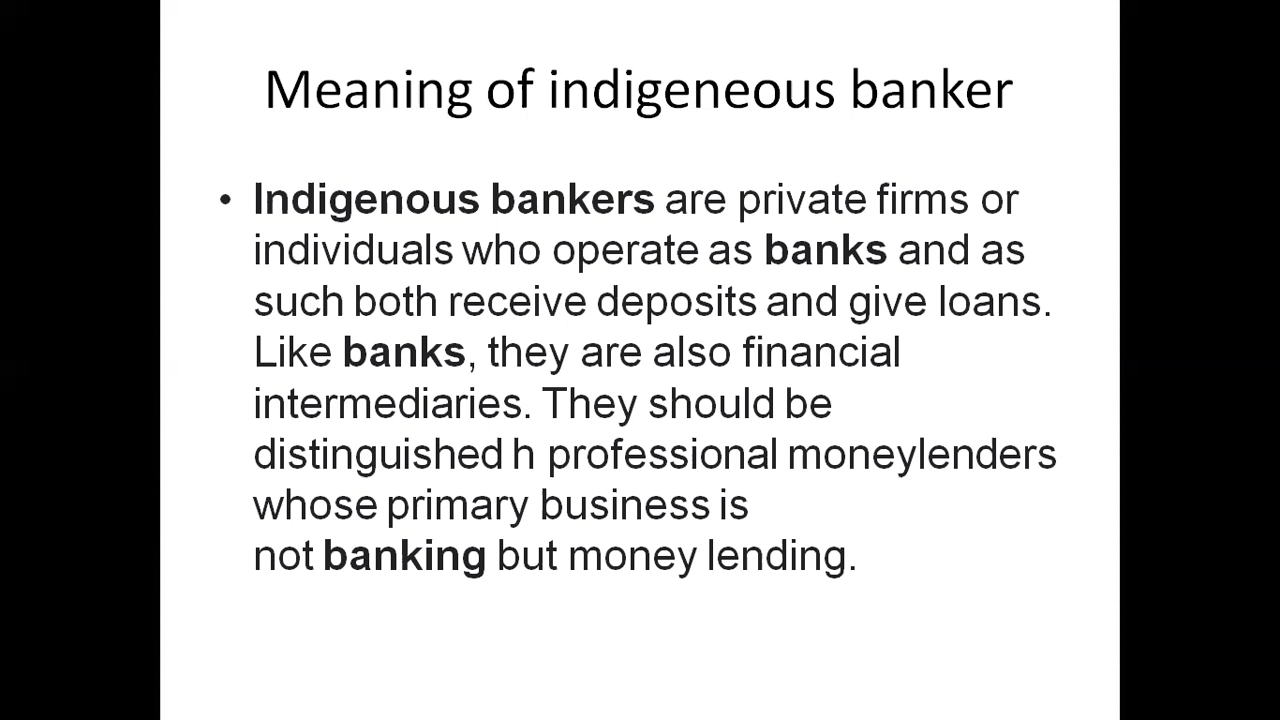 Meaning of indigeneous banker
• Indigenous bankers are private firms or
individuals who operate as banks and as
such both receive deposits and give loans.
Like banks, they are also financial
intermediaries. They should be
distinguished h professional moneylenders
whose primary business is
not banking but money lending.